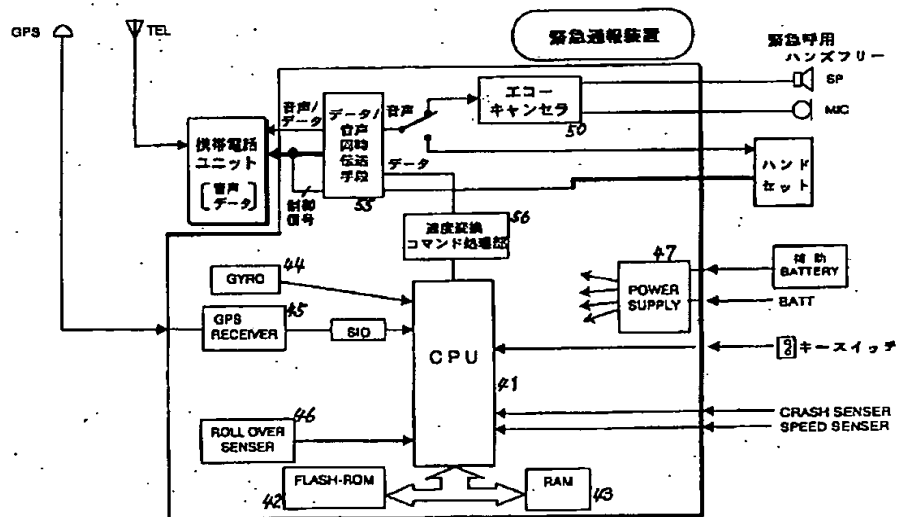 GPS
TEL
緊急通報装置
緊急呼用
ハンズフリー
SP
MIC
エコー
キャンセラ
50
音声/
データ
データ/
音声
同時
伝送
手段
55
音声
データ
制御
信号
携帯電話
ユニット
音声
データ
ハンド
セット
速度変換
コマンド処理部
56
44
GYRO
45
GPS
RECEIVER
SIO
CPU
41
47
POWER
SUPPLY
補助
BATTERY
BATT
キースイッチ
46
ROLL OVER
SENSER
CRASH SENSER
SPEED SENSER
FLASH-ROM
42
RAM
43